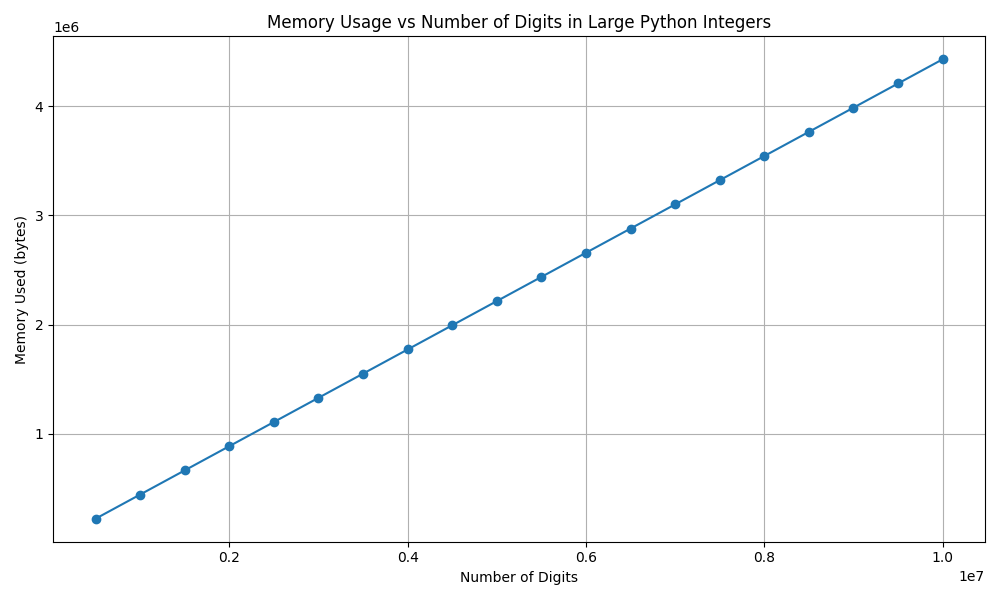 Memory Usage vs Number of Digits in Large Python Integers
1e6
4
3
2
1
Memory Used (bytes)
0.2 0.4 0.6 0.8 1.0
1e7
Number of Digits